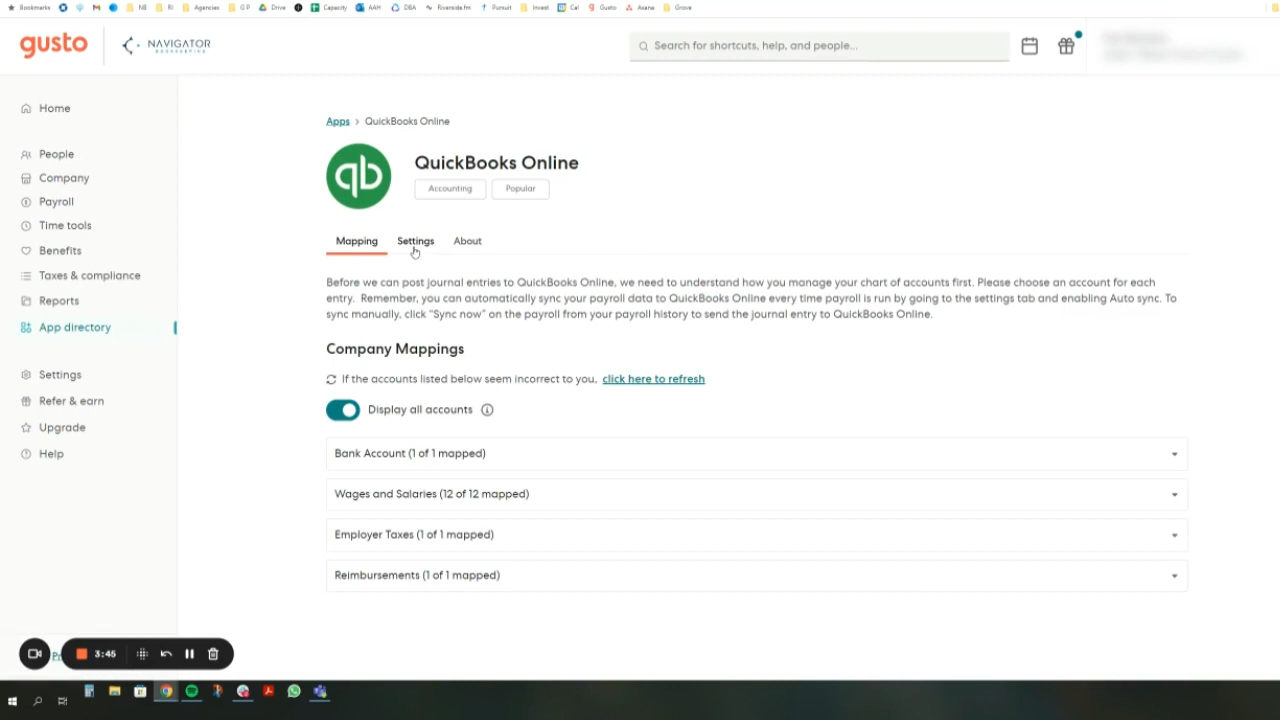 Bookmarks NB RI Agencies G P Drive Capacity AAH DBA Riverside.fm Pursuit Invest Cal Gusto Asana Grove
gusto NAVIGATOR
BOOKKEEPING
Search for shortcuts, help, and people...
Home
People
Company
Payroll
Time tools
Benefits
Taxes & compliance
Reports
App directory
Settings
Refer & earn
Upgrade
Help
Apps > QuickBooks Online
qb
QuickBooks Online
Accounting Popular
Mapping Settings About
Before we can post journal entries to QuickBooks Online, we need to understand how you manage your chart of accounts first. Please choose an account for each
entry. Remember, you can automatically sync your payroll data to QuickBooks Online every time payroll is run by going to the settings tab and enabling Auto sync. To
sync manually, click "Sync now" on the payroll from your payroll history to send the journal entry to QuickBooks Online.
Company Mappings
If the accounts listed below seem incorrect to you, click here to refresh
Display all accounts
Bank Account (1 of 1 mapped)
Wages and Salaries (12 of 12 mapped)
Employer Taxes (1 of 1 mapped)
Reimbursements (1 of 1 mapped)
3:45